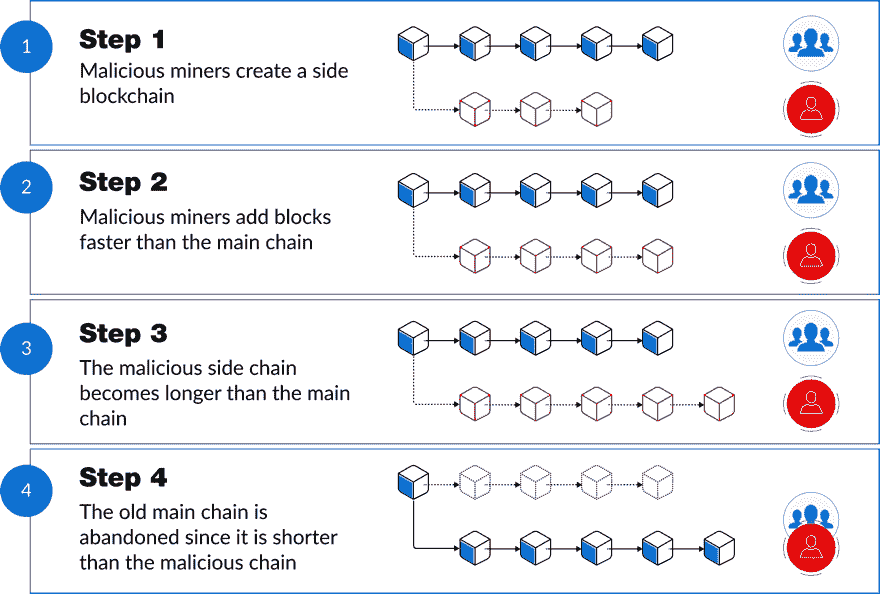 1
Step 1
Malicious miners create a side
blockchain
2
Step 2
Malicious miners add blocks
faster than the main chain
3
Step 3
The malicious side chain
becomes longer than the main
chain
4
Step 4
The old main chain is
abandoned since it is shorter
than the malicious chain